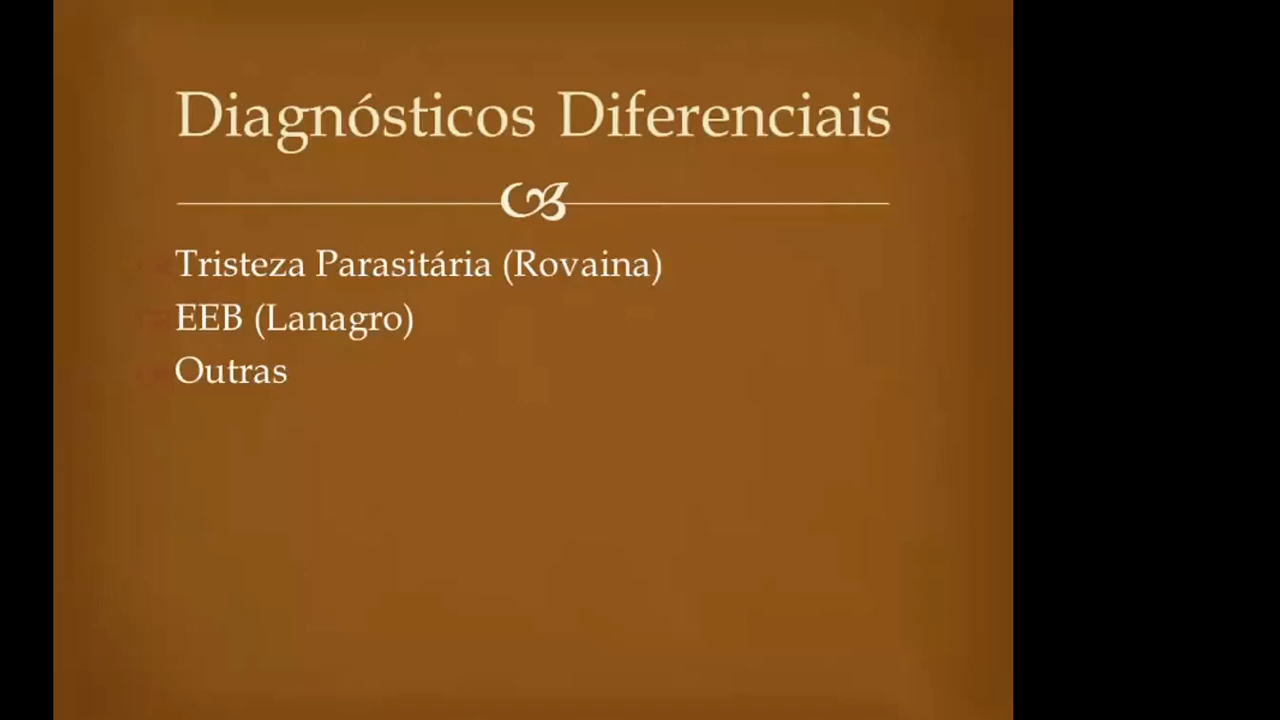 Diagnósticos Diferenciais
Tristeza Parasitária (Rovaina)
EEB (Lanagro)
Outras